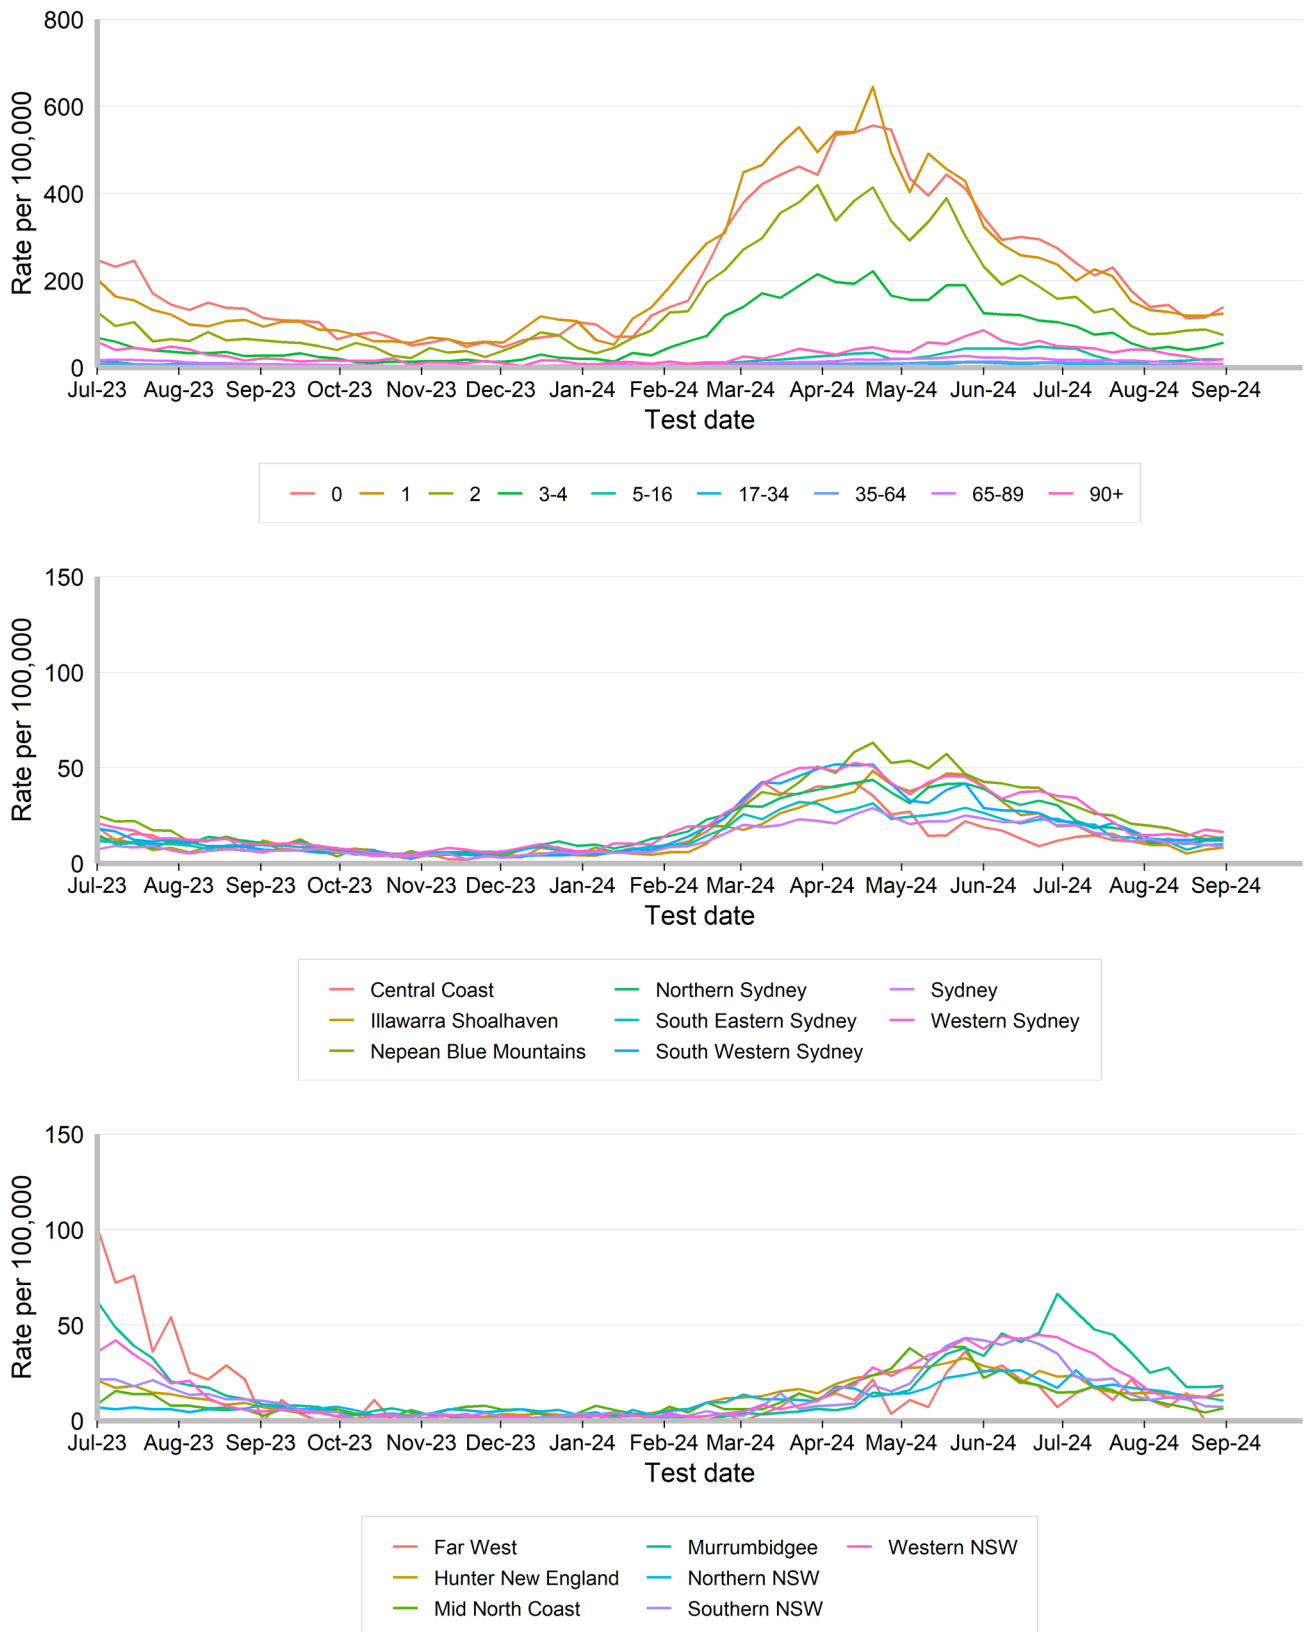 800
600
400
200
0
Rate per 100,000
Jul-23 Aug-23 Sep-23 Oct-23 Nov-23 Dec-23 Jan-24 Feb-24 Mar-24 Apr-24 May-24 Jun-24 Jul-24 Aug-24 Sep-24
Test date
0 1 2 3-4 5-16 17-34 35-64 65-89 90+
150
100
50
0
Rate per 100,000
Jul-23 Aug-23 Sep-23 Oct-23 Nov-23 Dec-23 Jan-24 Feb-24 Mar-24 Apr-24 May-24 Jun-24 Jul-24 Aug-24 Sep-24
Test date
Central Coast Northern Sydney Sydney
Illawarra Shoalhaven South Eastern Sydney Western Sydney
Nepean Blue Mountains South Western Sydney
150
100
50
0
Rate per 100,000
Jul-23 Aug-23 Sep-23 Oct-23 Nov-23 Dec-23 Jan-24 Feb-24 Mar-24 Apr-24 May-24 Jun-24 Jul-24 Aug-24 Sep-24
Test date
Far West Murrumbidgee Western NSW
Hunter New England Northern NSW
Mid North Coast Southern NSW